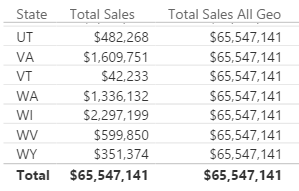 State Total Sales Total Sales All Geo
UT $482,268 $65,547,141
VA $1,609,751 $65,547,141
VT $42,233 $65,547,141
WA $1,336,132 $65,547,141
WI $2,297,199 $65,547,141
WV $599,850 $65,547,141
WY $351,374 $65,547,141
Total $65,547,141 $65,547,141